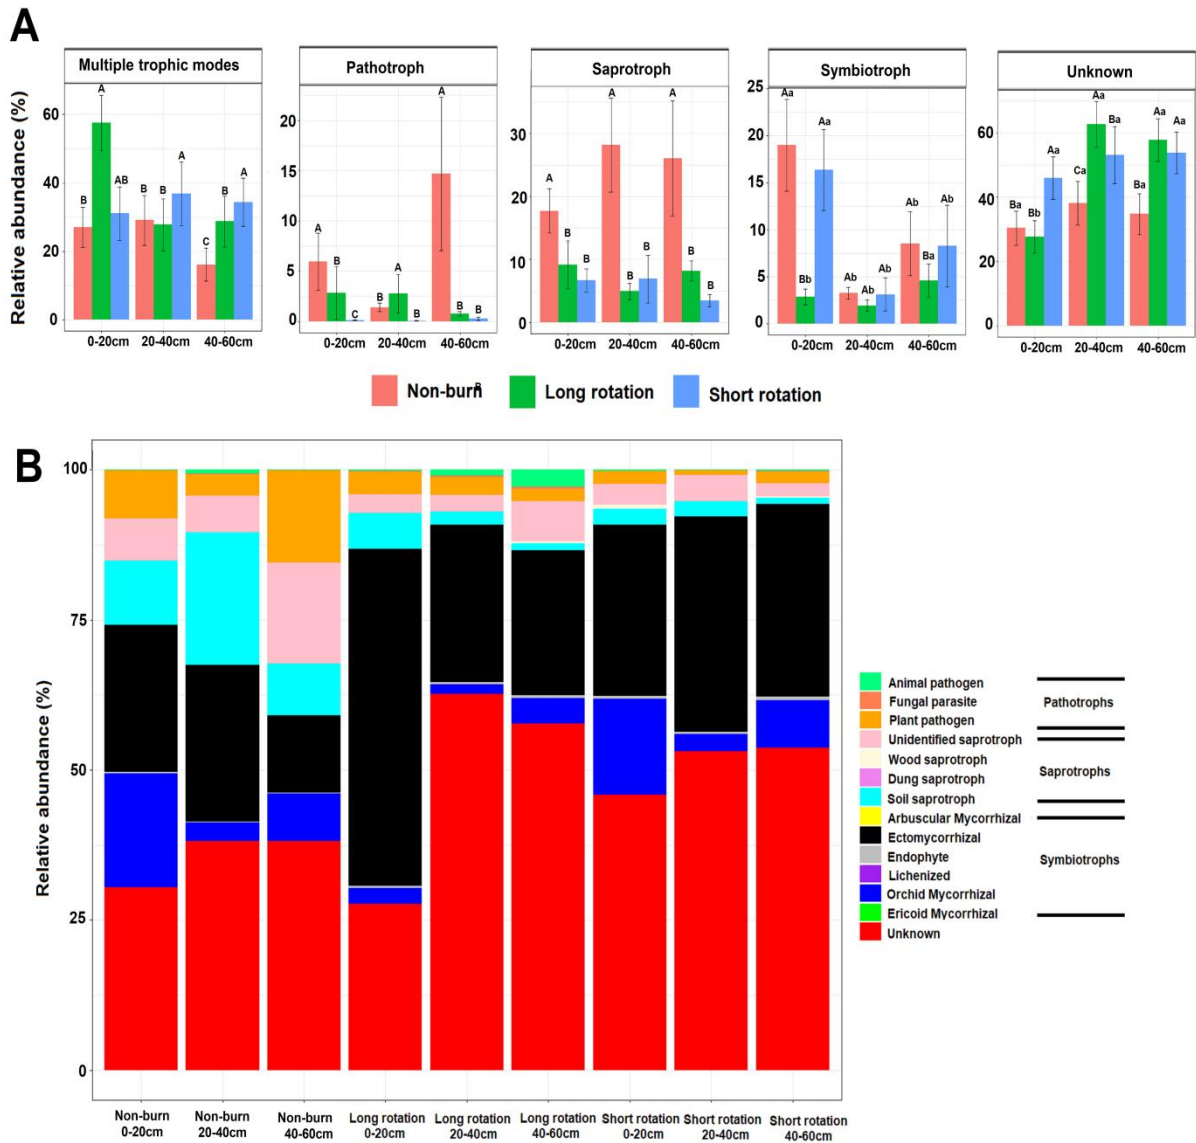 A
Multiple trophic modes
Pathotroph
Saprotroph
Symbiotroph
Unknown
Relative abundance (%)
60
40
20
0
B
A
AB
B
B
A
C
B
A
0-20cm
20-40cm
40-60cm
20
15
10
5
0
A
B
C
B
A
B
A
B
B
0-20cm
20-40cm
40-60cm
30
20
10
0
A
B
B
A
B
B
A
B
B
0-20cm
20-40cm
40-60cm
25
20
15
10
5
0
Aa
Bb
Aa
Ab
Ab
Ab
Ab
Ba
Ab
0-20cm
20-40cm
40-60cm
60
40
20
0
Ba
Bb
Aa
Ca
Aa
Ba
Ba
Aa
Aa
0-20cm
20-40cm
40-60cm
Non-burn
Long rotation
Short rotation
B
Relative abundance (%)
100
75
50
25
0
Non-burn
0-20cm
Non-burn
20-40cm
Non-burn
40-60cm
Long rotation
0-20cm
Long rotation
20-40cm
Long rotation
40-60cm
Short rotation
0-20cm
Short rotation
20-40cm
Short rotation
40-60cm
Animal pathogen
Fungal parasite
Plant pathogen
Unidentified saprotroph
Wood saprotroph
Dung saprotroph
Soil saprotroph
Arbuscular Mycorrhizal
Ectomycorrhizal
Endophyte
Lichenized
Orchid Mycorrhizal
Ericoid Mycorrhizal
Unknown
Pathotrophs
Saprotrophs
Symbiotrophs